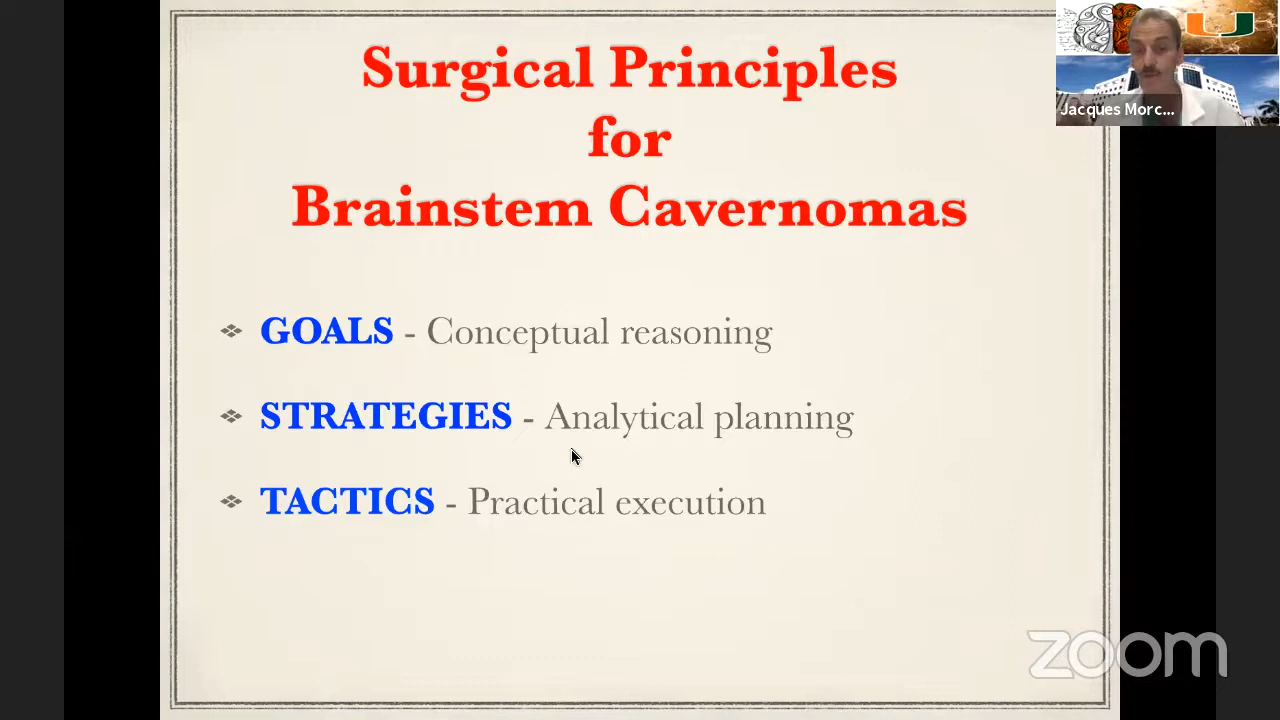 Surgical Principles
for
Brainstem Cavernomas
GOALS - Conceptual reasoning
STRATEGIES - Analytical planning
TACTICS - Practical execution
Jacques Morc...
zoom